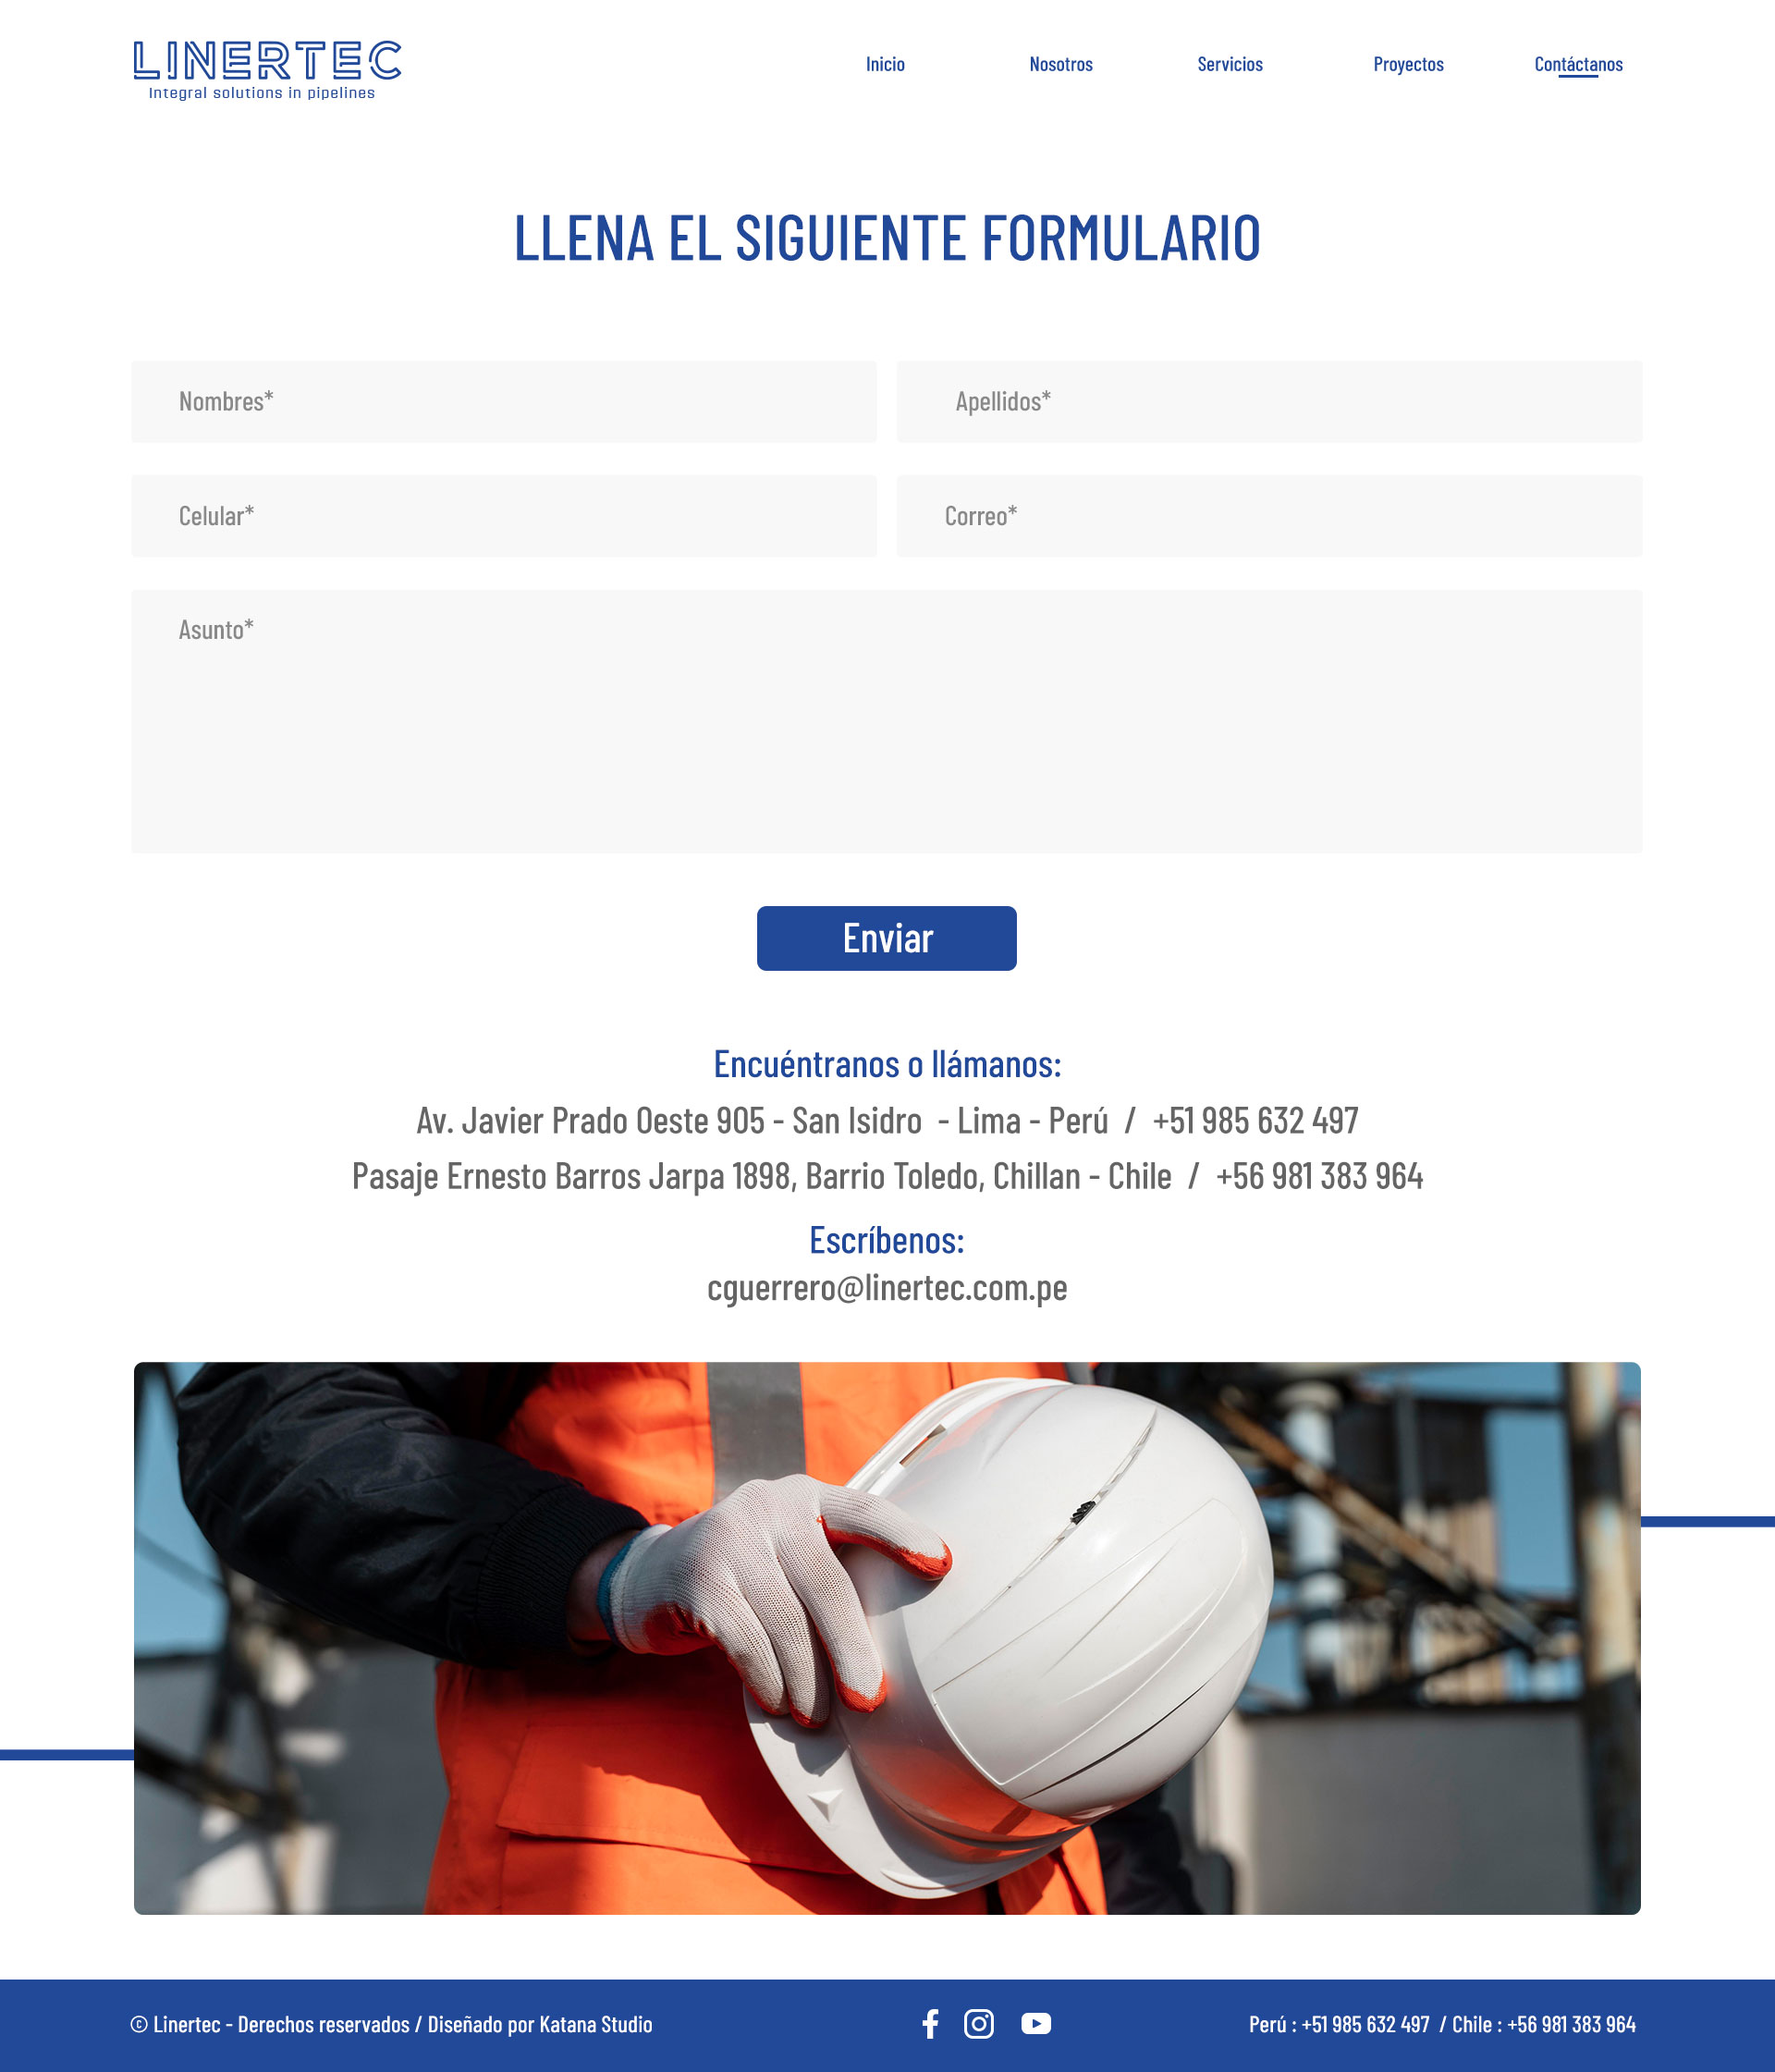 LINERTEC
Integral solutions in pipelines
Inicio
Nosotros
Servicios
Proyectos
Contáctanos
LLENA EL SIGUIENTE FORMULARIO
Nombres*
Apellidos*
Celular*
Correo*
Asunto*
Enviar
Encuéntranos o llámanos:
Av. Javier Prado Oeste 905 - San Isidro - Lima - Perú / +51 985 632 497
Pasaje Ernesto Barros Jarpa 1898, Barrio Toledo, Chillan - Chile / +56 981 383 964
Escríbenos:
cguerrero@linertec.com.pe
© Linertec - Derechos reservados / Diseñado por Katana Studio
Perú : +51 985 632 497 / Chile : +56 981 383 964